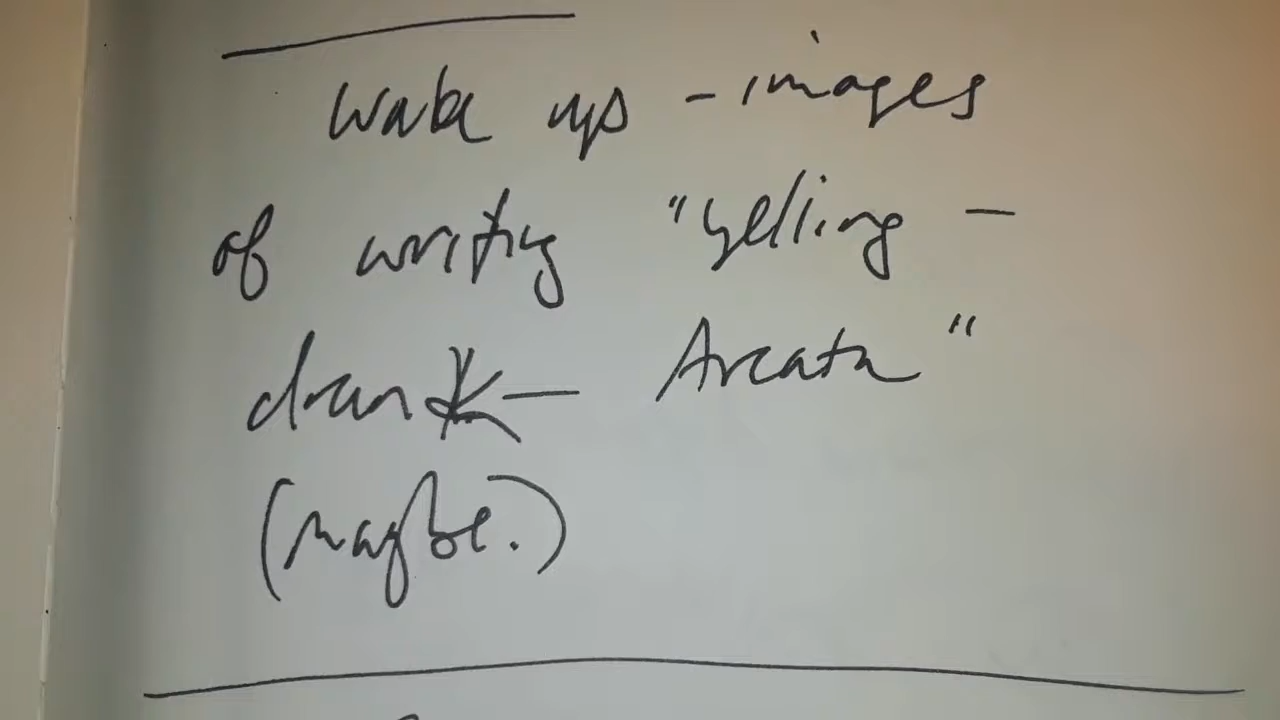 Wake up - images
of writing "Yelling -
drunk — Arcata"
(maybe.)